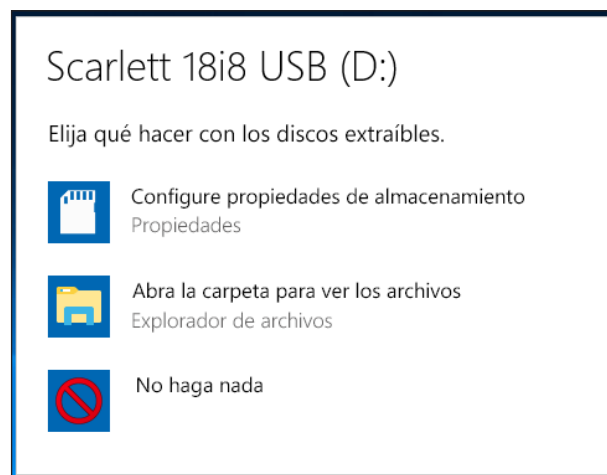 Scarlett 18i8 USB (D:)
Elija qué hacer con los discos extraíbles.
Configure propiedades de almacenamiento
Propiedades
Abra la carpeta para ver los archivos
Explorador de archivos
No haga nada